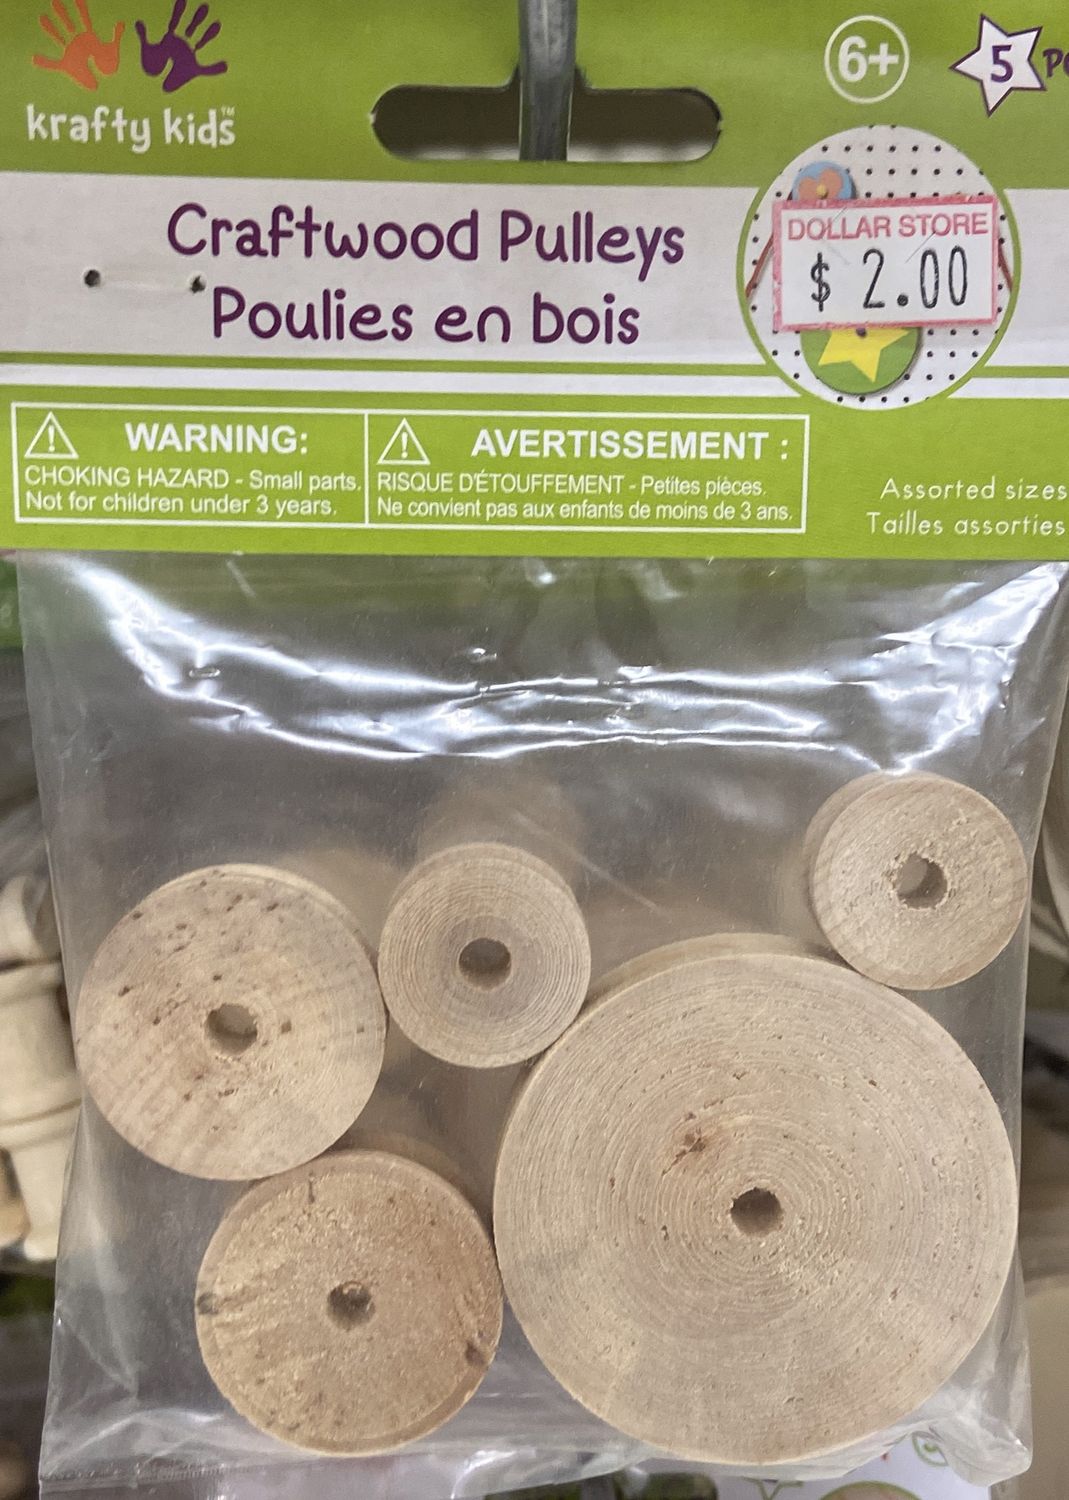 krafty kids™
6+
5
Craftwood Pulleys
Poulies en bois
DOLLAR STORE
$ 2.00
WARNING:
CHOKING HAZARD - Small parts.
Not for children under 3 years.
AVERTISSEMENT :
RISQUE D'ÉTOUFFEMENT - Petites pièces.
Ne convient pas aux enfants de moins de 3 ans.
Assorted sizes
Tailles assorties